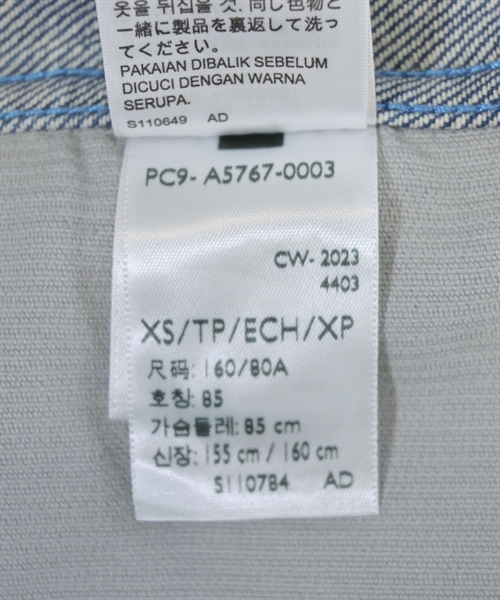 옷을 뒤집을 것. 同じ色物と
一緒に製品を裏返して洗っ
てください。
PAKAIAN DIBALIK SEBELUM
DICUCI DENGAN WARNA
SERUPA.
S110649 AD
PC9- A5767-0003
CW- 2023
4403
XS/TP/ECH/XP
尺码: 160/80A
호칭: 85
가슴둘레: 85 cm
신장: 155 cm / 160 cm
S110784 AD